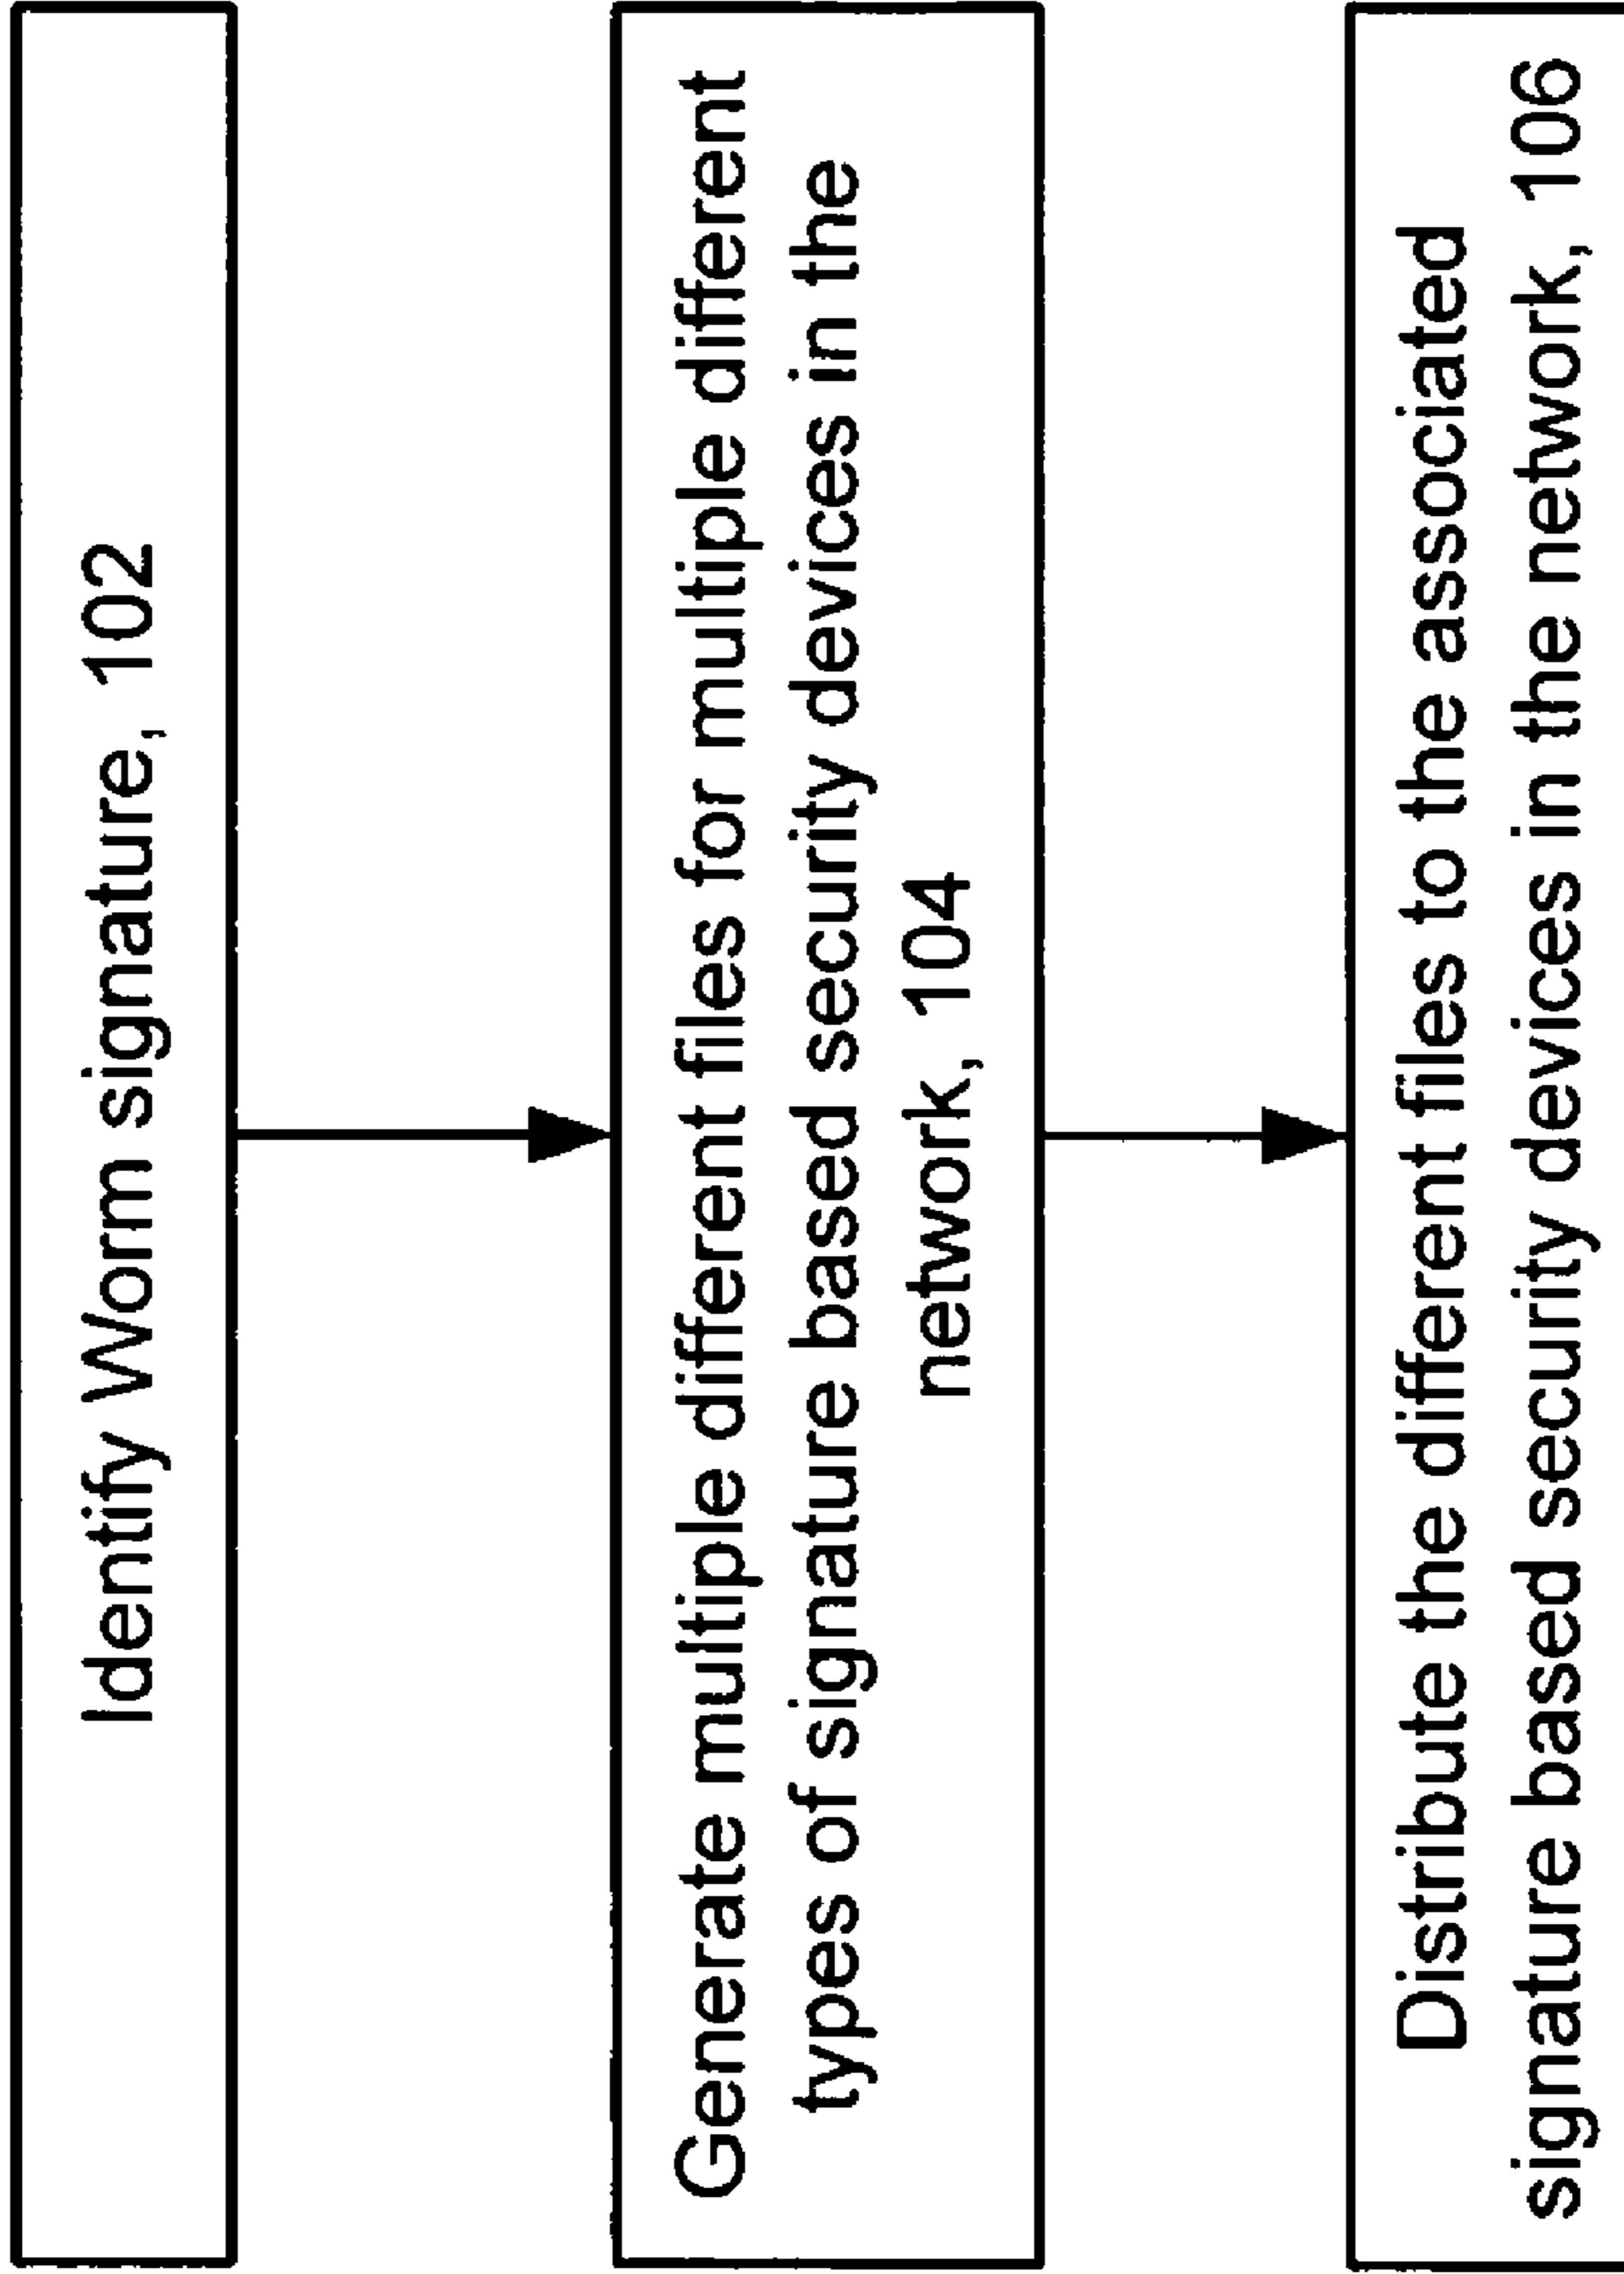 Identify Worm signature, 102
Generate multiple different files for multiple different
types of signature based security devices in the
network, 104
Distribute the different files to the associated
signature based security devices in the network, 106